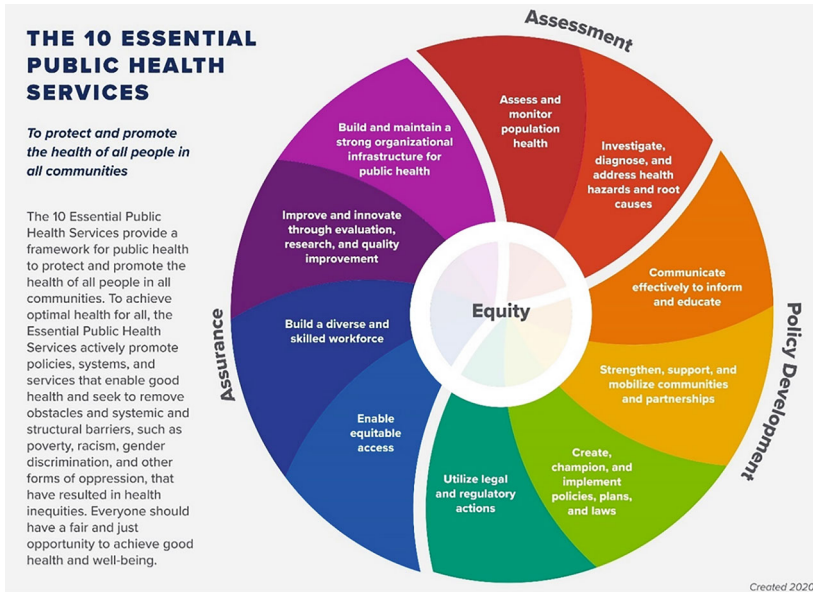 THE 10 ESSENTIAL
PUBLIC HEALTH
SERVICES
To protect and promote
the health of all people in
all communities
The 10 Essential Public
Health Services provide a
framework for public health
to protect and promote the
health of all people in all
communities. To achieve
optimal health for all, the
Essential Public Health
Services actively promote
policies, systems, and
services that enable good
health and seek to remove
obstacles and systemic and
structural barriers, such as
poverty, racism, gender
discrimination, and other
forms of oppression, that
have resulted in health
inequities. Everyone should
have a fair and just
opportunity to achieve good
health and well-being.
Assessment
Assess and
monitor
population
health
Investigate,
diagnose, and
address health
hazards and root
causes
Policy Development
Communicate
effectively to inform
and educate
Strengthen, support, and
mobilize communities
and partnerships
Create,
champion, and
implement
policies, plans,
and laws
Utilize legal
and regulatory
actions
Assurance
Enable
equitable
access
Build a diverse and
skilled workforce
Improve and innovate
through evaluation,
research, and quality
improvement
Build and maintain a
strong organizational
infrastructure for
public health
Equity
Created 2020